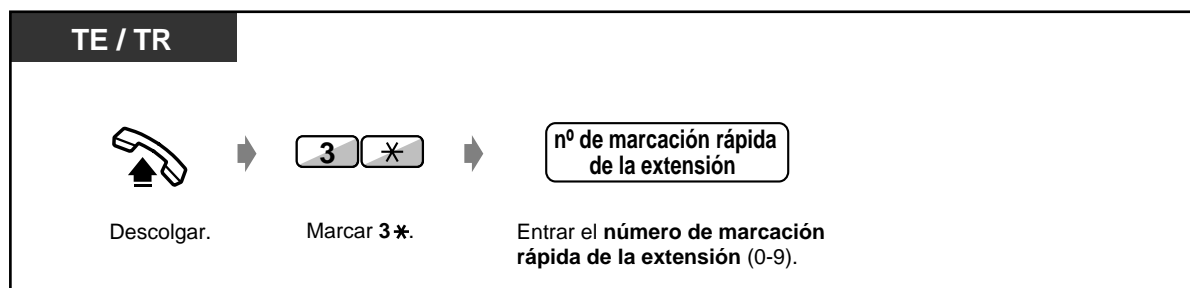 TE / TR
3 *
nº de marcación rápida
de la extensión
Descolgar.
Marcar 3*.
Entrar el número de marcación
rápida de la extensión (0-9).